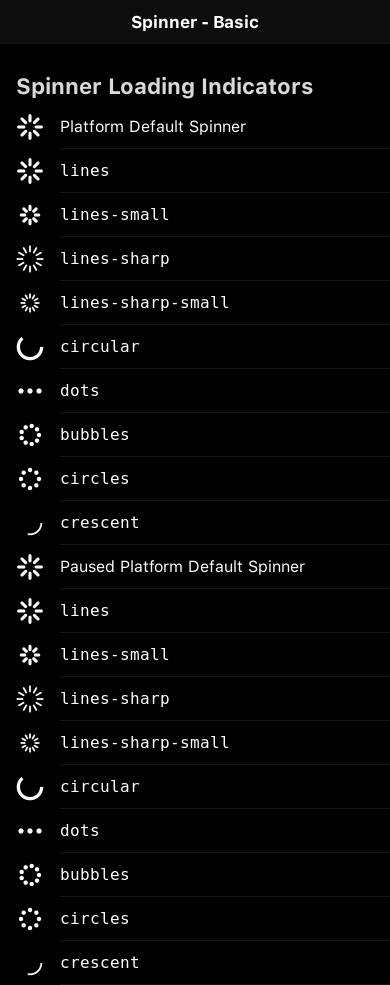 Spinner - Basic
Spinner Loading Indicators
Platform Default Spinner
lines
lines-small
lines-sharp
lines-sharp-small
circular
dots
bubbles
circles
crescent
Paused Platform Default Spinner
lines
lines-small
lines-sharp
lines-sharp-small
circular
dots
bubbles
circles
crescent